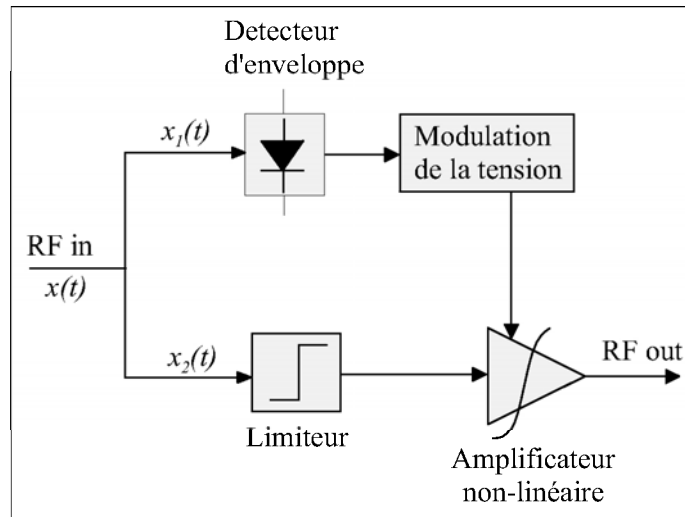 Detecteur
d'enveloppe
x₁(t)
Modulation
de la tension
RF in
x(t)
x₂(t)
RF out
Limiteur
Amplificateur
non-linéaire